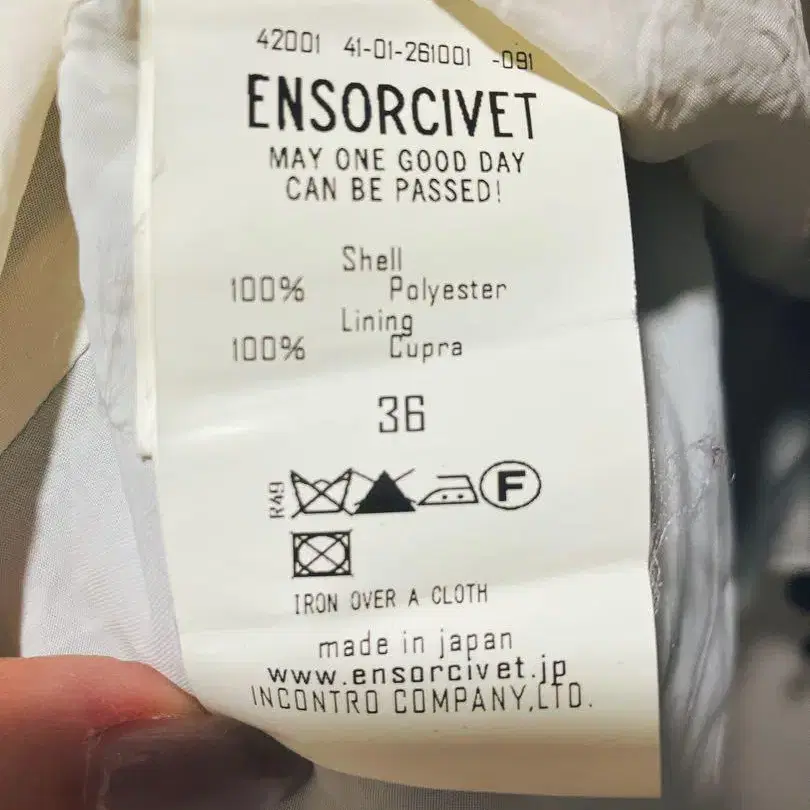 42001 41-01-261001 -091
ENSORCIVET
MAY ONE GOOD DAY
CAN BE PASSED!
Shell
100% Polyester
Lining
100% Cupra
36
R49
F
IRON OVER A CLOTH
made in japan
www.ensorcivet.jp
INCONTRO COMPANY,LTD.